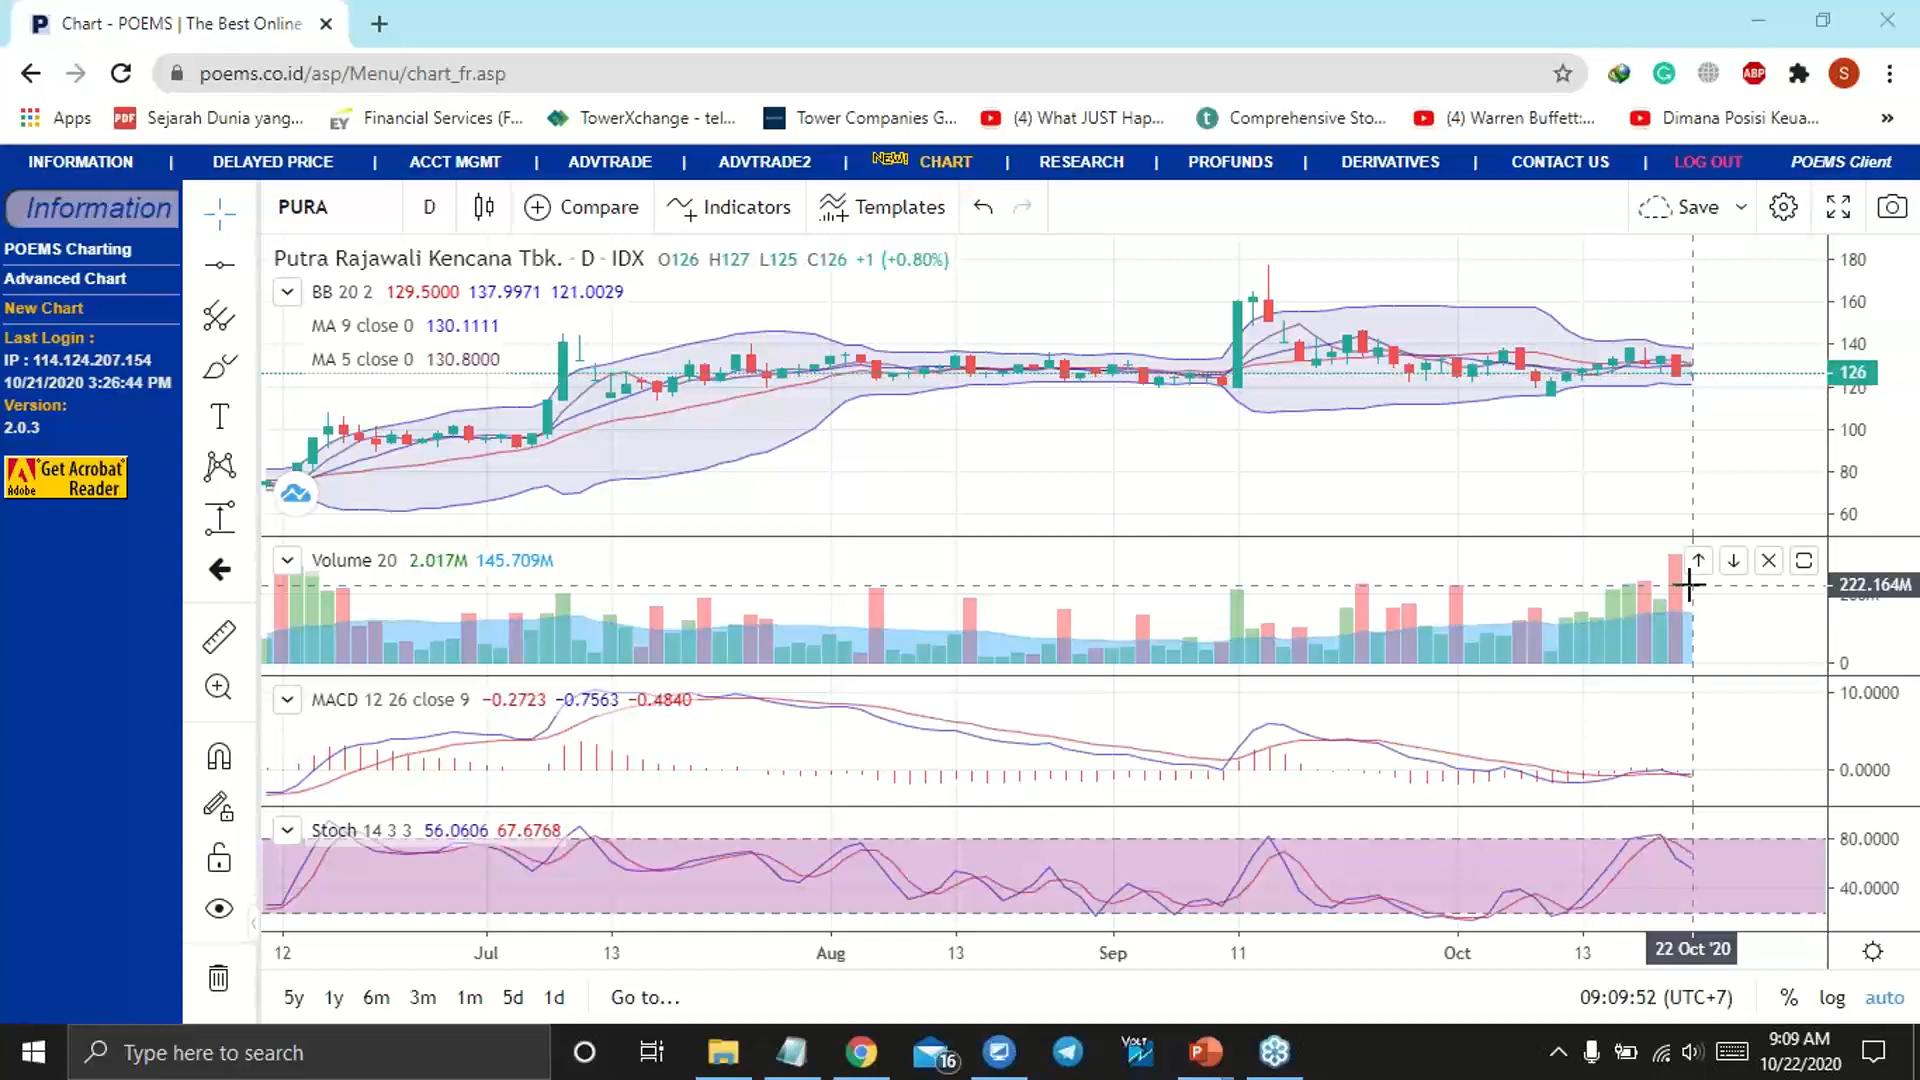 Chart - POEMS | The Best Online
poems.co.id/asp/Menu/chart_fr.asp
ABP
S
Apps
PDF Sejarah Dunia yang...
EY Financial Services (F...
TowerXchange - tel...
Tower Companies G...
(4) What JUST Hap...
Comprehensive Sto...
(4) Warren Buffett:...
Dimana Posisi Keua...
»
INFORMATION | DELAYED PRICE | ACCT MGMT | ADVTRADE | ADVTRADE2 | NEW! CHART | RESEARCH | PROFUNDS | DERIVATIVES | CONTACT US | LOG OUT POEMS Client
Information
POEMS Charting
Advanced Chart
New Chart
Last Login :
IP : 114.124.207.154
10/21/2020 3:26:44 PM
Version:
2.0.3
Get Acrobat
Adobe Reader
PURA D Compare Indicators Templates Save
Putra Rajawali Kencana Tbk. - D - IDX O126 H127 L125 C126 +1 (+0.80%)
BB 20 2 129.5000 137.9971 121.0029
MA 9 close 0 130.1111
MA 5 close 0 130.8000
180
160
140
126
120
100
80
60
Volume 20 2.017M 145.709M
222.164M
0
MACD 12 26 close 9 −0.2723 −0.7563 −0.4840
10.0000
0.0000
Stoch 14 3 3 56.0606 67.6768
80.0000
40.0000
12 Jul 13 Aug 13 Sep 11 Oct 13 22 Oct '20
5y 1y 6m 3m 1m 5d 1d Go to... 09:09:52 (UTC+7) % log auto
Type here to search
16
VOLT
9:09 AM
10/22/2020